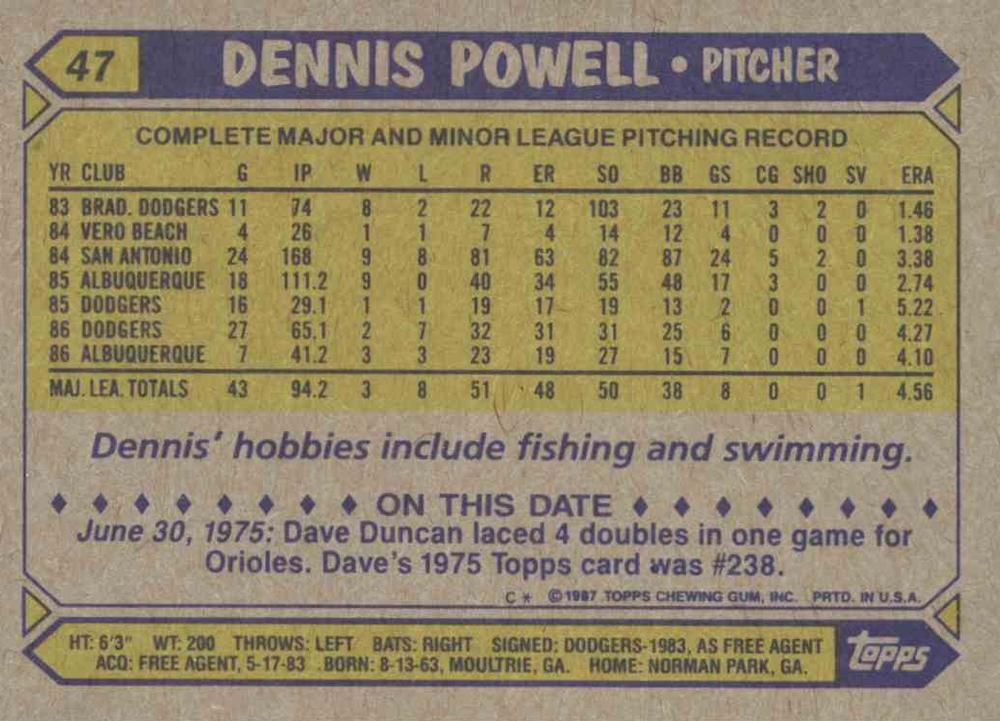 47 DENNIS POWELL • PITCHER
COMPLETE MAJOR AND MINOR LEAGUE PITCHING RECORD
YR CLUB G IP W L R ER SO BB GS CG SHO SV ERA
83 BRAD. DODGERS 11 74 8 2 22 12 103 23 11 3 2 0 1.46
84 VERO BEACH 4 26 1 1 7 4 14 12 4 0 0 0 1.38
84 SAN ANTONIO 24 168 9 8 81 63 82 87 24 5 2 0 3.38
85 ALBUQUERQUE 18 111.2 9 0 40 34 55 48 17 3 0 0 2.74
85 DODGERS 16 29.1 1 1 19 17 19 13 2 0 0 1 5.22
86 DODGERS 27 65.1 2 7 32 31 31 25 6 0 0 0 4.27
86 ALBUQUERQUE 7 41.2 3 3 23 19 27 15 7 0 0 0 4.10
MAJ. LEA. TOTALS 43 94.2 3 8 51 48 50 38 8 0 0 1 4.56
Dennis' hobbies include fishing and swimming.
♦ ♦ ♦ ♦ ♦ ♦ ♦ ♦ ON THIS DATE ♦ ♦ ♦ ♦ ♦ ♦ ♦ ♦
June 30, 1975: Dave Duncan laced 4 doubles in one game for
Orioles. Dave's 1975 Topps card was #238.
C * © 1987 TOPPS CHEWING GUM, INC. PRTD. IN U.S.A.
HT: 6'3" WT: 200 THROWS: LEFT BATS: RIGHT SIGNED: DODGERS-1983, AS FREE AGENT
ACQ: FREE AGENT, 5-17-83 BORN: 8-13-63, MOULTRIE, GA. HOME: NORMAN PARK, GA.
Topps